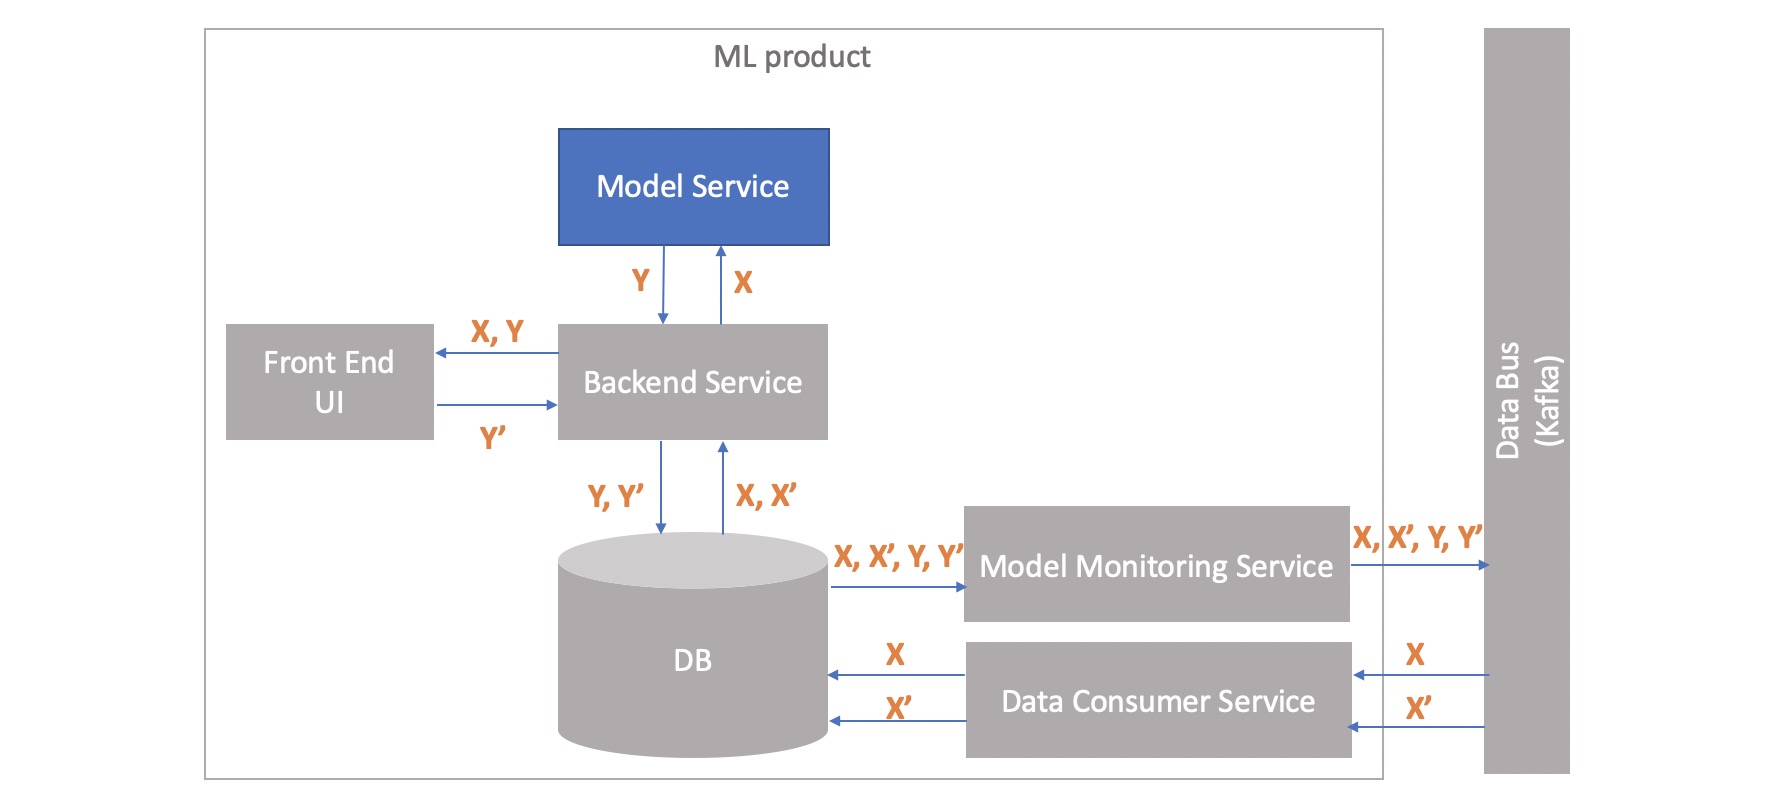 ML product
Model Service
Y
X
X, Y
Front End
UI
Backend Service
Y’
Y, Y’
X, X’
X, X’, Y, Y’
Model Monitoring Service
X, X’, Y, Y’
DB
X
X’
Data Consumer Service
X
X’
Data Bus
(Kafka)